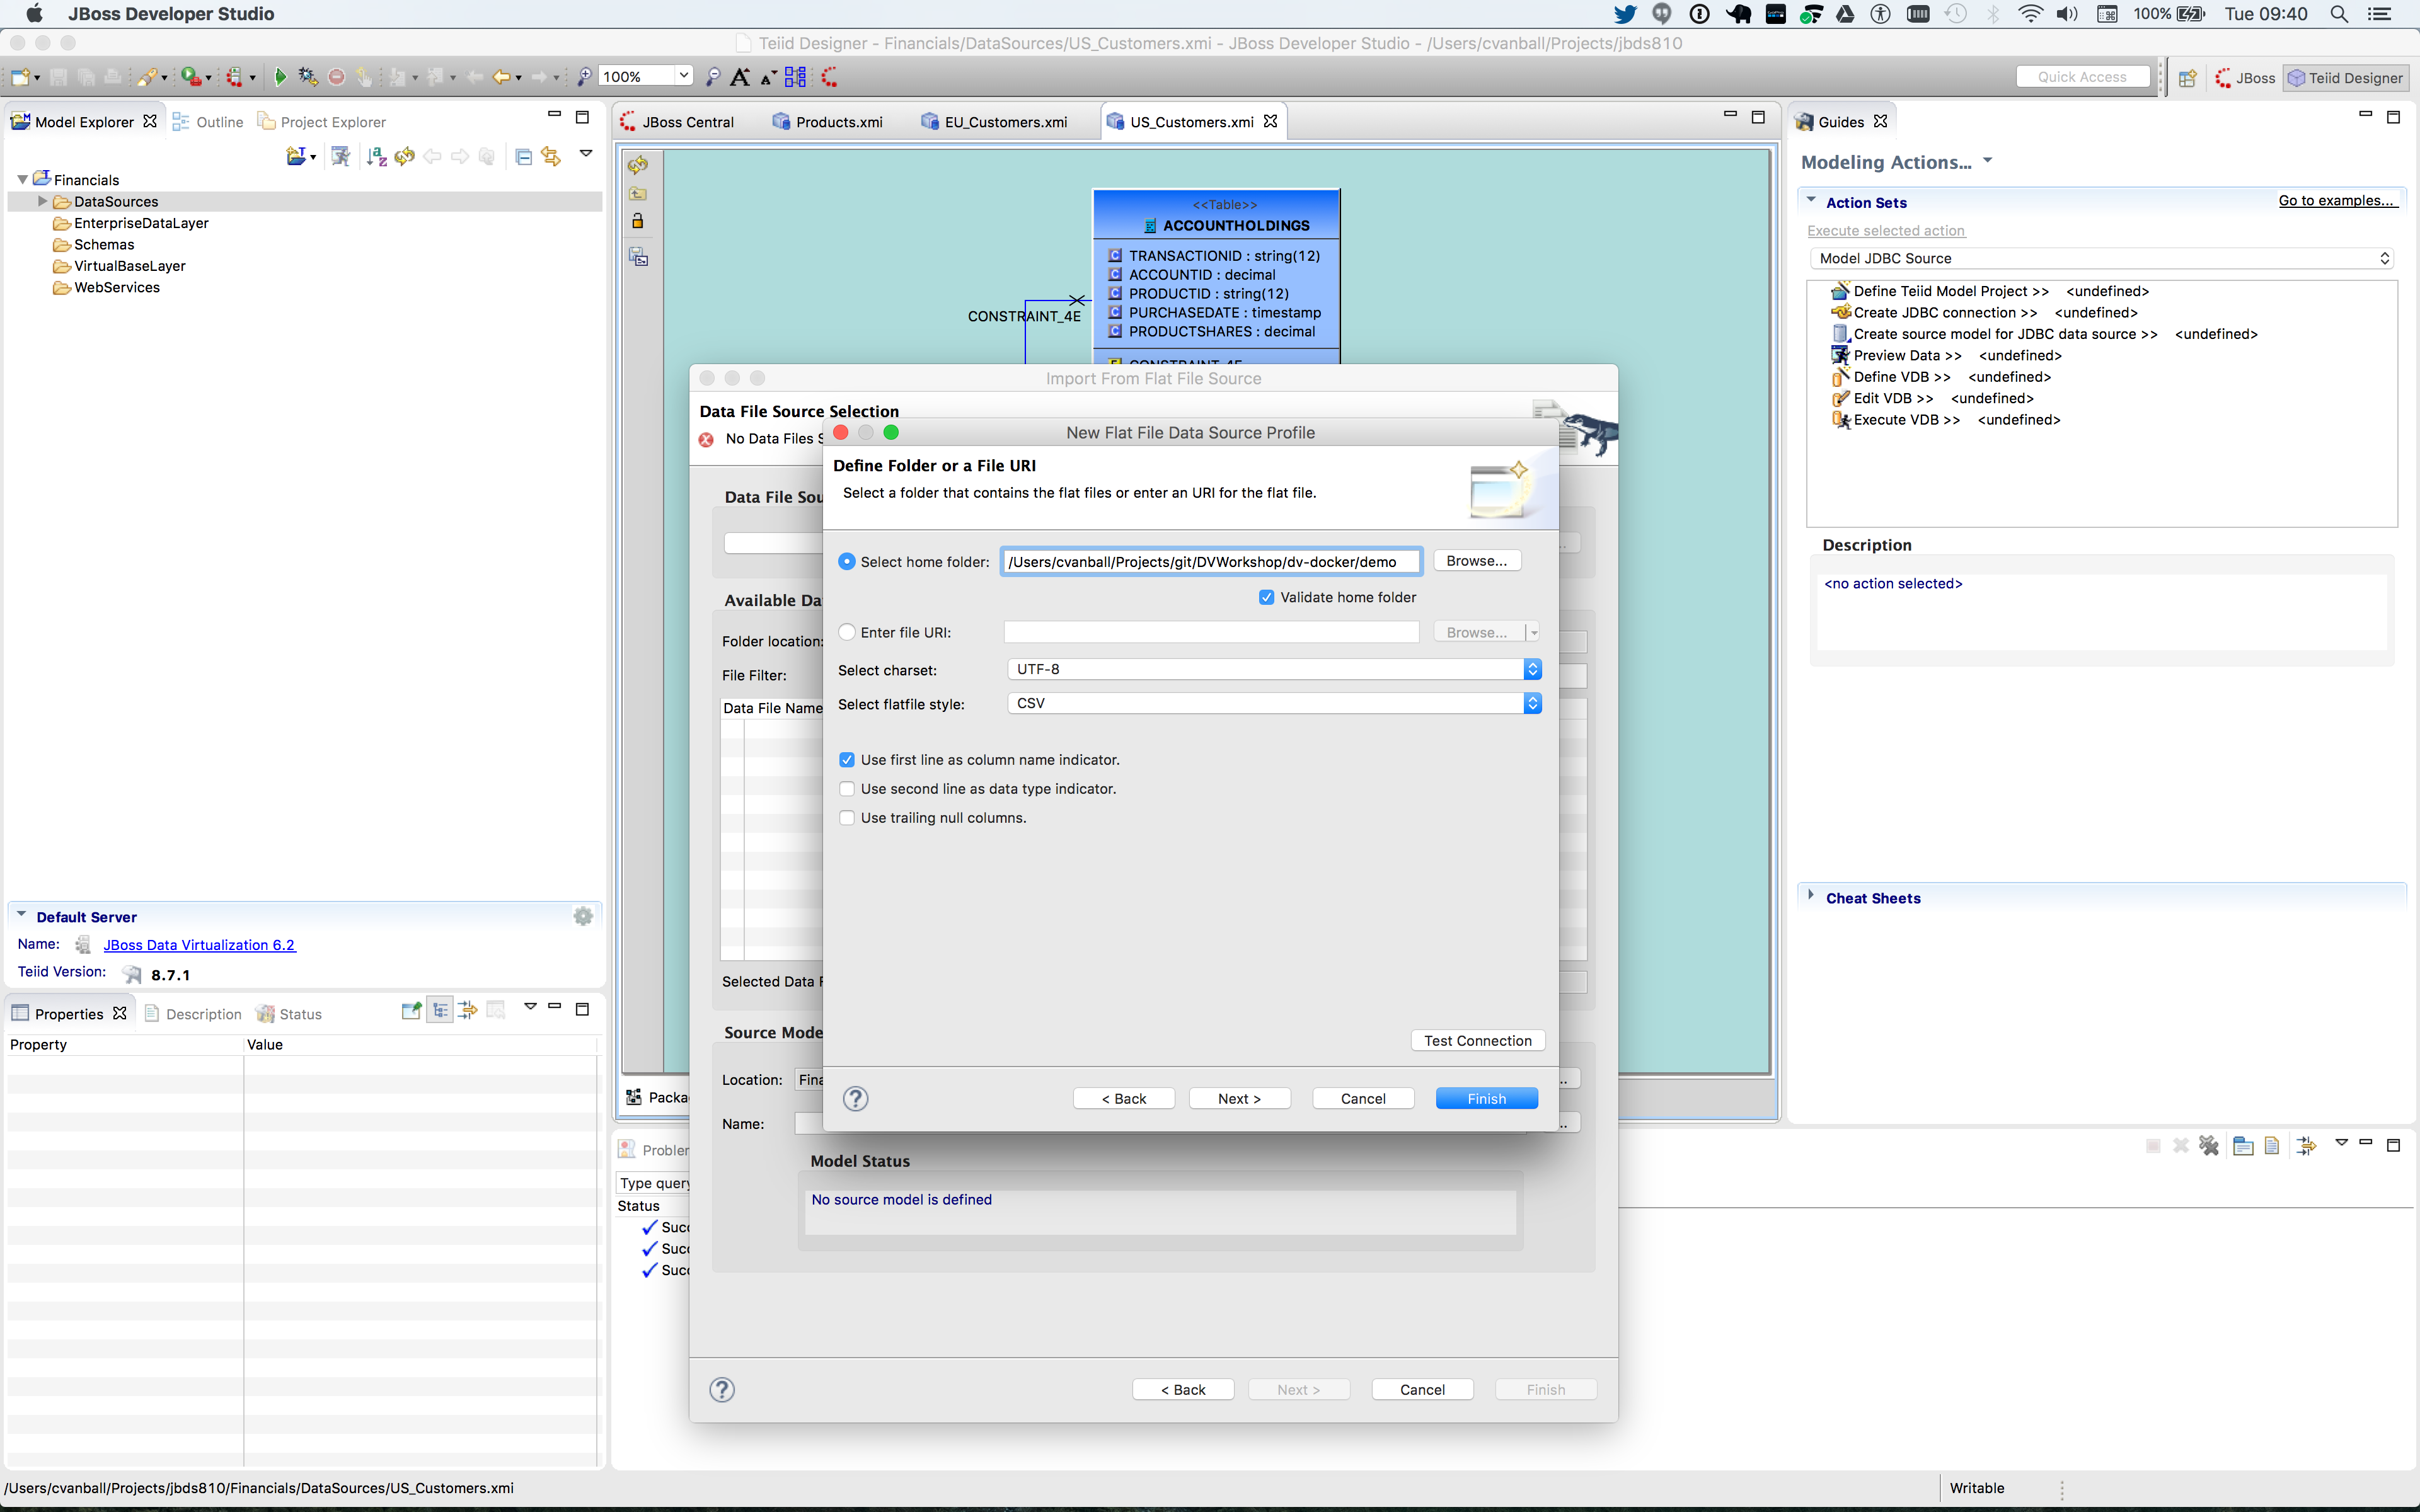 JBoss Developer Studio
100%
Tue 09:40
Teiid Designer - Financials/DataSources/US_Customers.xmi - JBoss Developer Studio - /Users/cvanball/Projects/jbds810
100%
Quick Access
JBoss
Teiid Designer
Model Explorer
Outline
Project Explorer
Financials
DataSources
EnterpriseDataLayer
Schemas
VirtualBaseLayer
WebServices
Default Server
Name:
JBoss Data Virtualization 6.2
Teiid Version:
8.7.1
Properties
Description
Status
Property
Value
JBoss Central
Products.xmi
EU_Customers.xmi
US_Customers.xmi
<<Table>>
ACCOUNTHOLDINGS
TRANSACTIONID : string(12)
ACCOUNTID : decimal
PRODUCTID : string(12)
PURCHASEDATE : timestamp
PRODUCTSHARES : decimal
CONSTRAINT_4E
CONSTRAINT_4E
Import From Flat File Source
Data File Source Selection
No Data Files S
Data File Sou
Available Da
Folder location:
File Filter:
Data File Name
Selected Data F
Source Mode
Location:
Fina
Name:
Model Status
No source model is defined
< Back
Next >
Cancel
Finish
New Flat File Data Source Profile
Define Folder or a File URI
Select a folder that contains the flat files or enter an URI for the flat file.
Select home folder:
/Users/cvanball/Projects/git/DVWorkshop/dv-docker/demo
Browse...
Validate home folder
Enter file URI:
Browse...
Select charset:
UTF-8
Select flatfile style:
CSV
Use first line as column name indicator.
Use second line as data type indicator.
Use trailing null columns.
Test Connection
< Back
Next >
Cancel
Finish
Packa
Probler
Type query
Status
Succ
Succ
Succ
Guides
Modeling Actions...
Action Sets
Go to examples...
Execute selected action
Model JDBC Source
Define Teiid Model Project >> <undefined>
Create JDBC connection >> <undefined>
Create source model for JDBC data source >> <undefined>
Preview Data >> <undefined>
Define VDB >> <undefined>
Edit VDB >> <undefined>
Execute VDB >> <undefined>
Description
<no action selected>
Cheat Sheets
/Users/cvanball/Projects/jbds810/Financials/DataSources/US_Customers.xmi
Writable